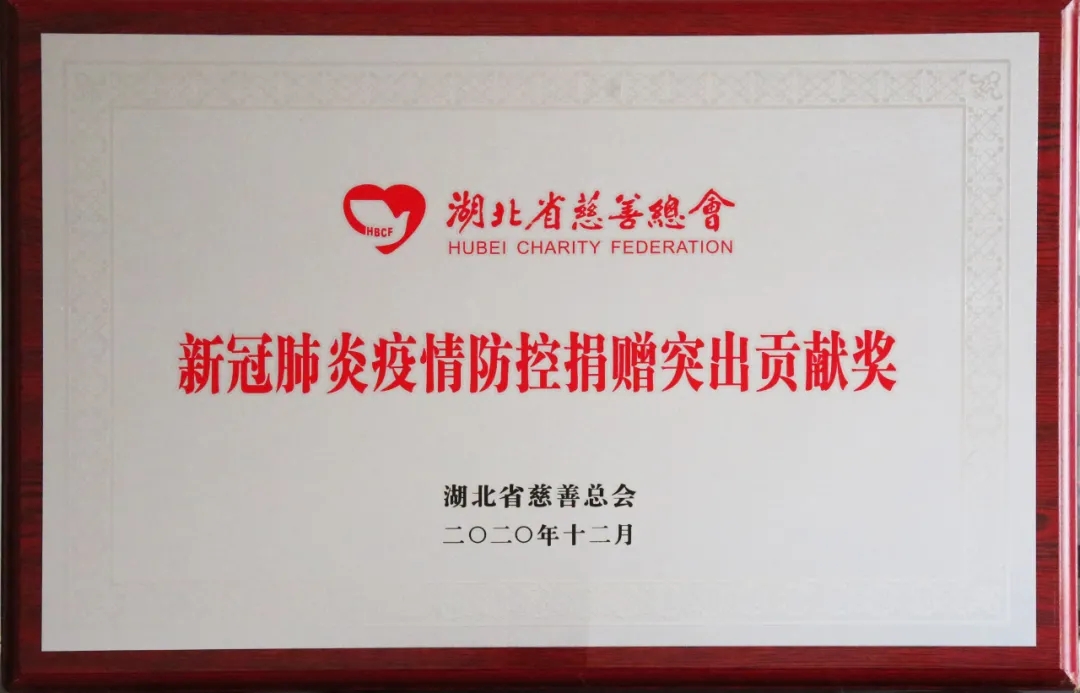 湖北省慈善總會
HBCF
HUBEI CHARITY FEDERATION
新冠肺炎疫情防控捐赠突出贡献奖
湖北省慈善总会
二〇二〇年十二月